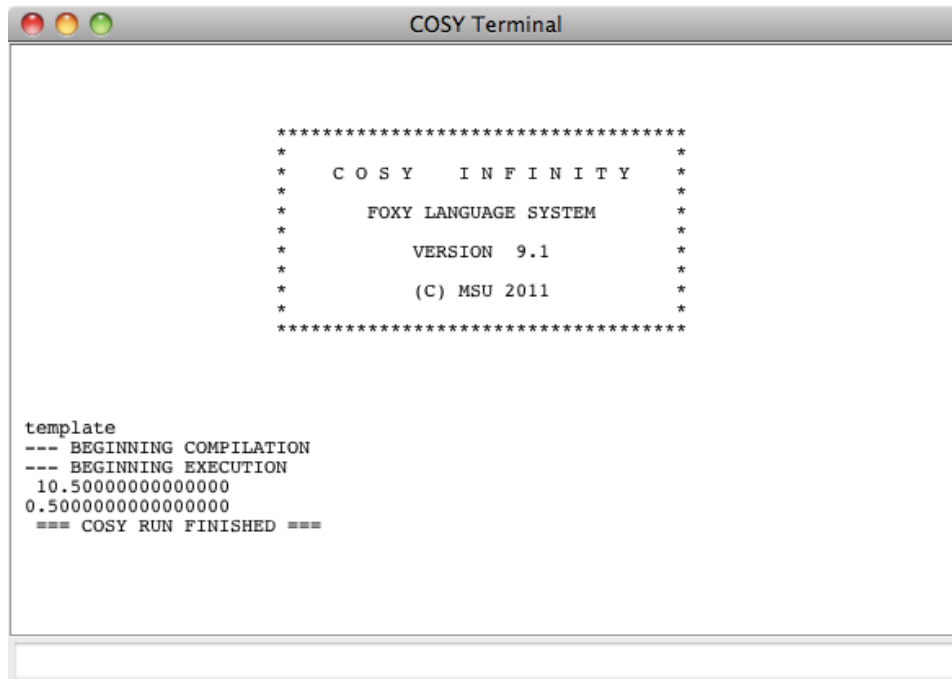 COSY Terminal
************************************
* *
* C O S Y I N F I N I T Y *
* *
* FOXY LANGUAGE SYSTEM *
* *
* VERSION 9.1 *
* *
* (C) MSU 2011 *
* *
************************************
template
--- BEGINNING COMPILATION
--- BEGINNING EXECUTION
10.50000000000000
0.5000000000000000
=== COSY RUN FINISHED ===